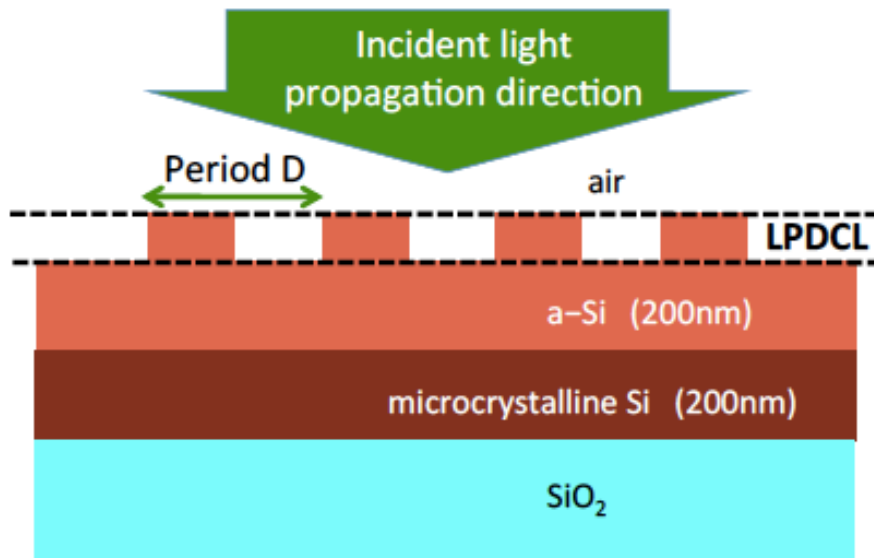 Incident light
propagation direction
Period D
air
LPDCL
a−Si (200nm)
microcrystalline Si (200nm)
SiO₂